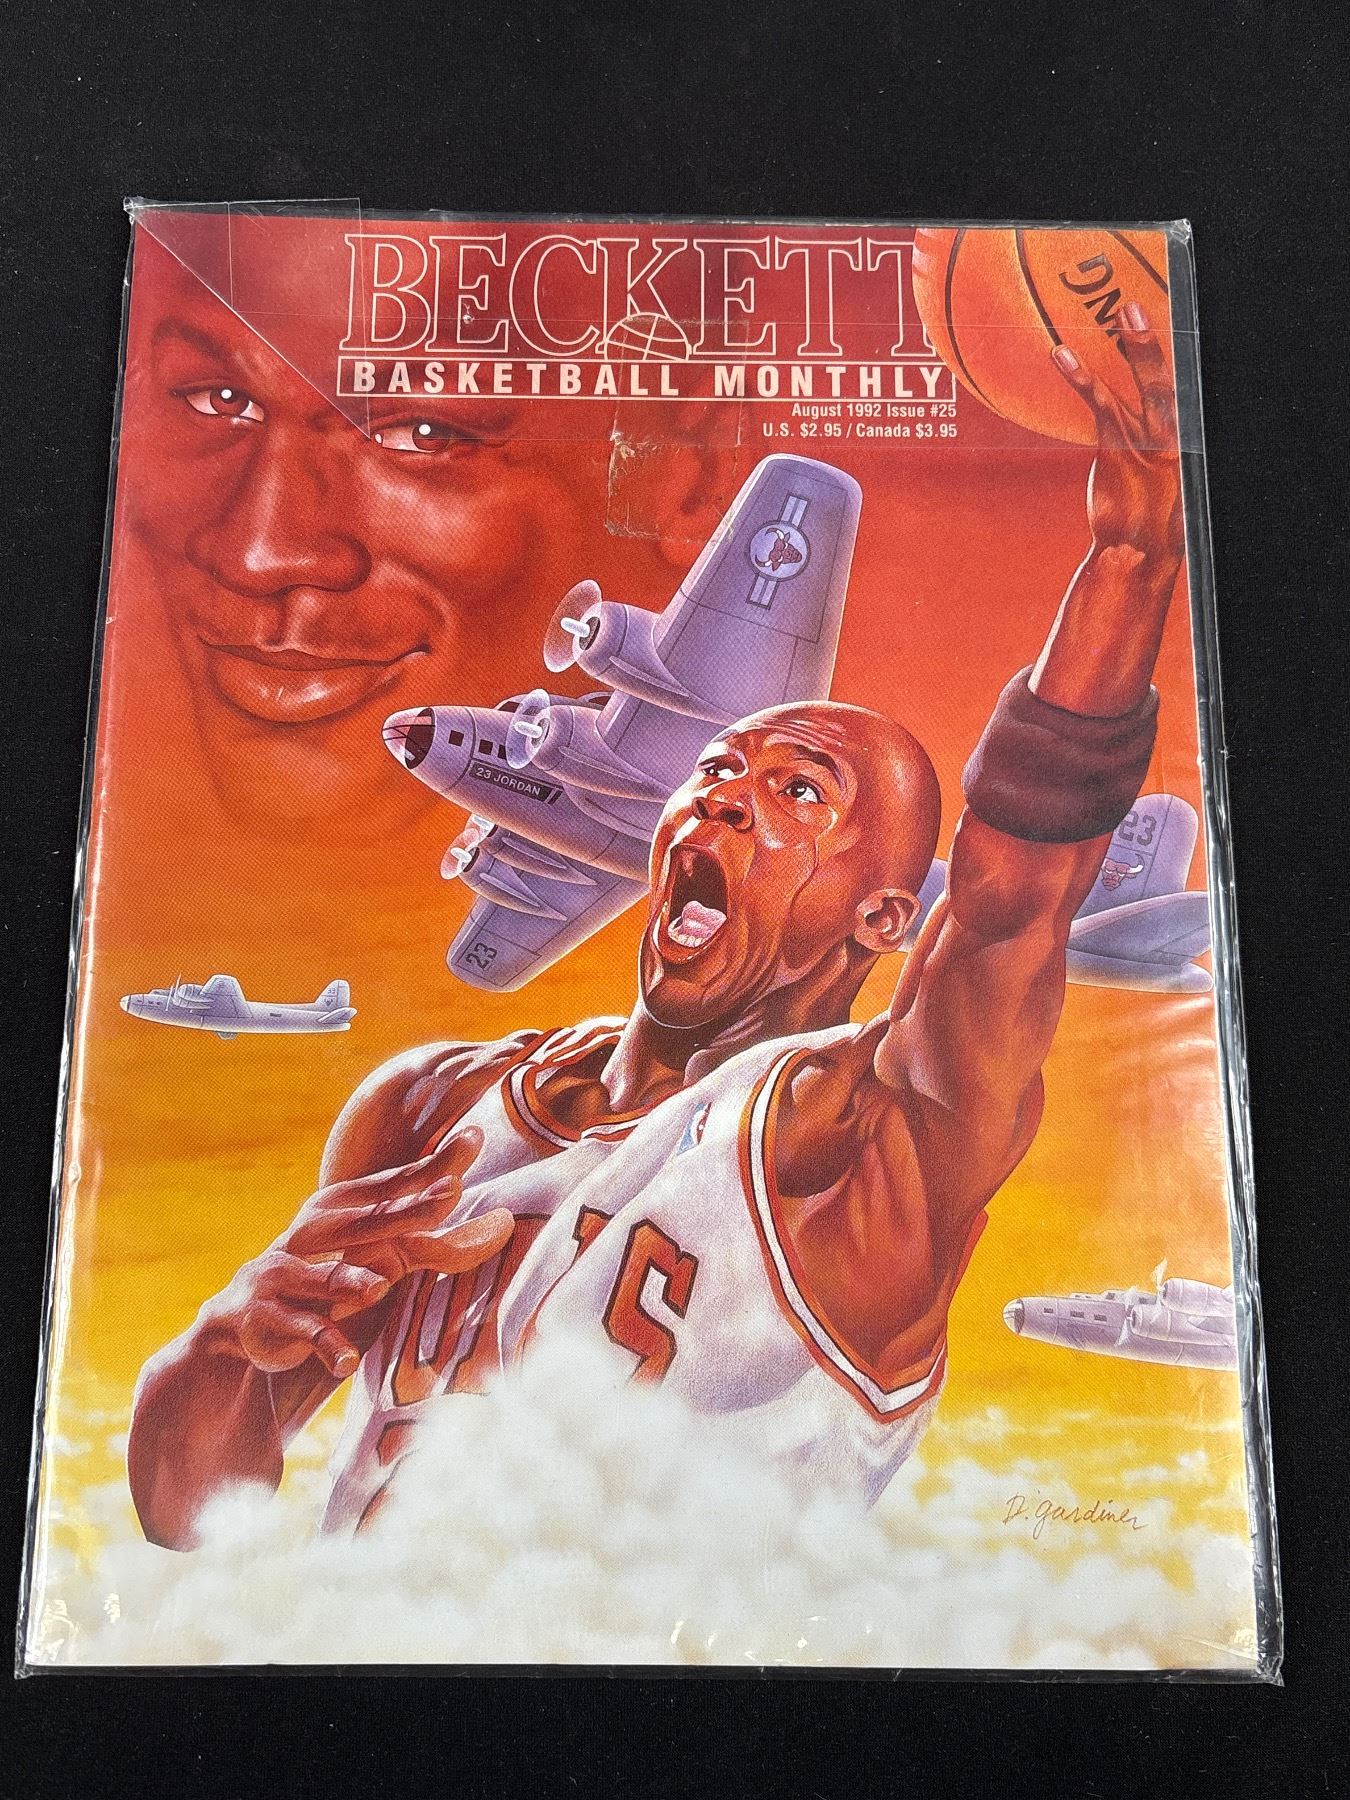 BECKETT
BASKETBALL MONTHLY
August 1992 Issue #25
U.S. $2.95 / Canada $3.95
23 JORDAN
23
23
D. gardiner